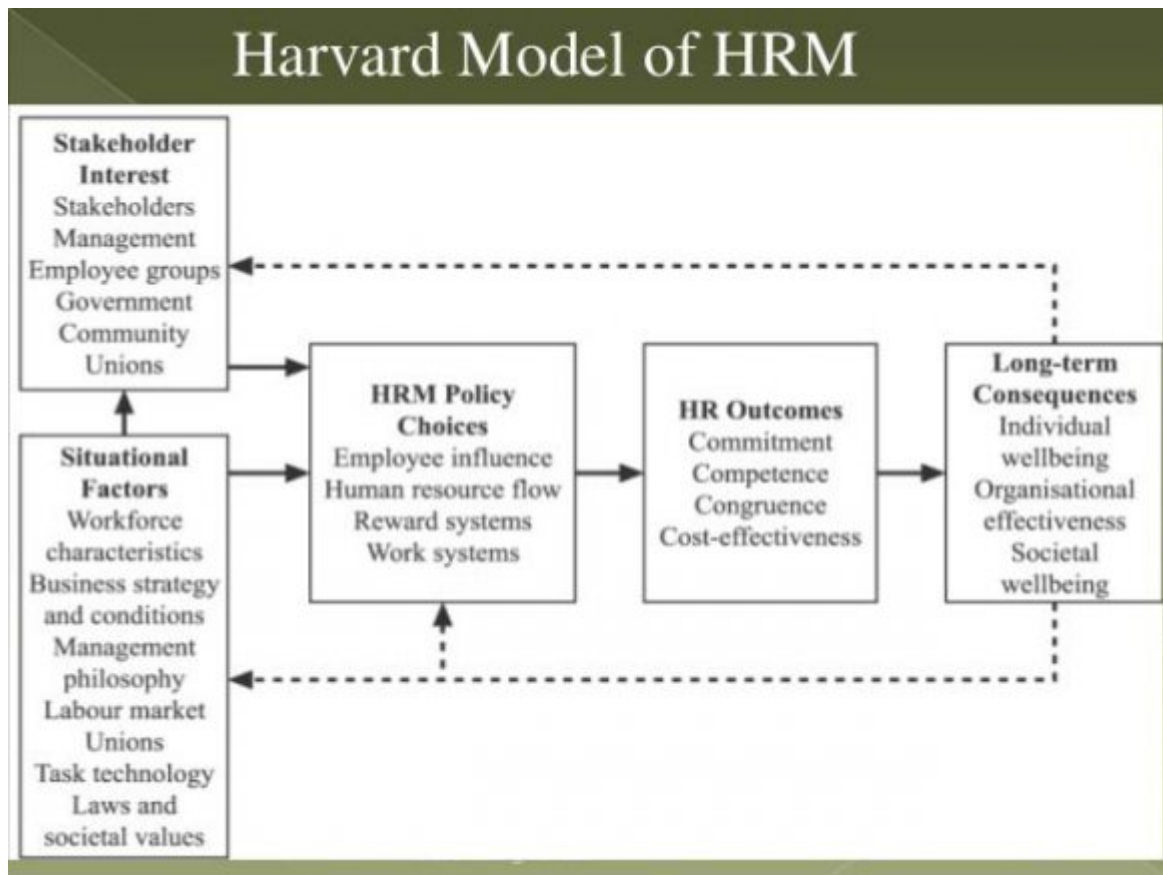 Harvard Model of HRM
Stakeholder
Interest
Stakeholders
Management
Employee groups
Government
Community
Unions
Situational
Factors
Workforce
characteristics
Business strategy
and conditions
Management
philosophy
Labour market
Unions
Task technology
Laws and
societal values
HRM Policy
Choices
Employee influence
Human resource flow
Reward systems
Work systems
HR Outcomes
Commitment
Competence
Congruence
Cost-effectiveness
Long-term
Consequences
Individual
wellbeing
Organisational
effectiveness
Societal
wellbeing